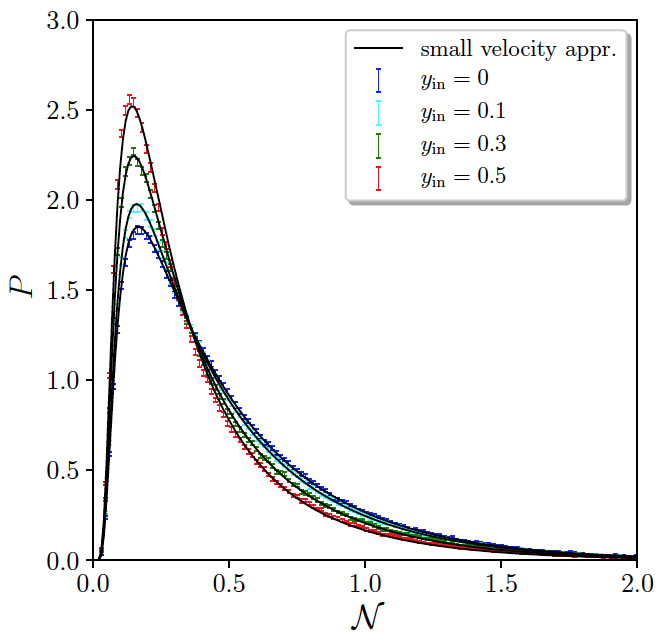 3.0
2.5
2.0
1.5
1.0
0.5
0.0
P
small velocity appr.
y_in = 0
y_in = 0.1
y_in = 0.3
y_in = 0.5
0.0 0.5 1.0 1.5 2.0
𝒩